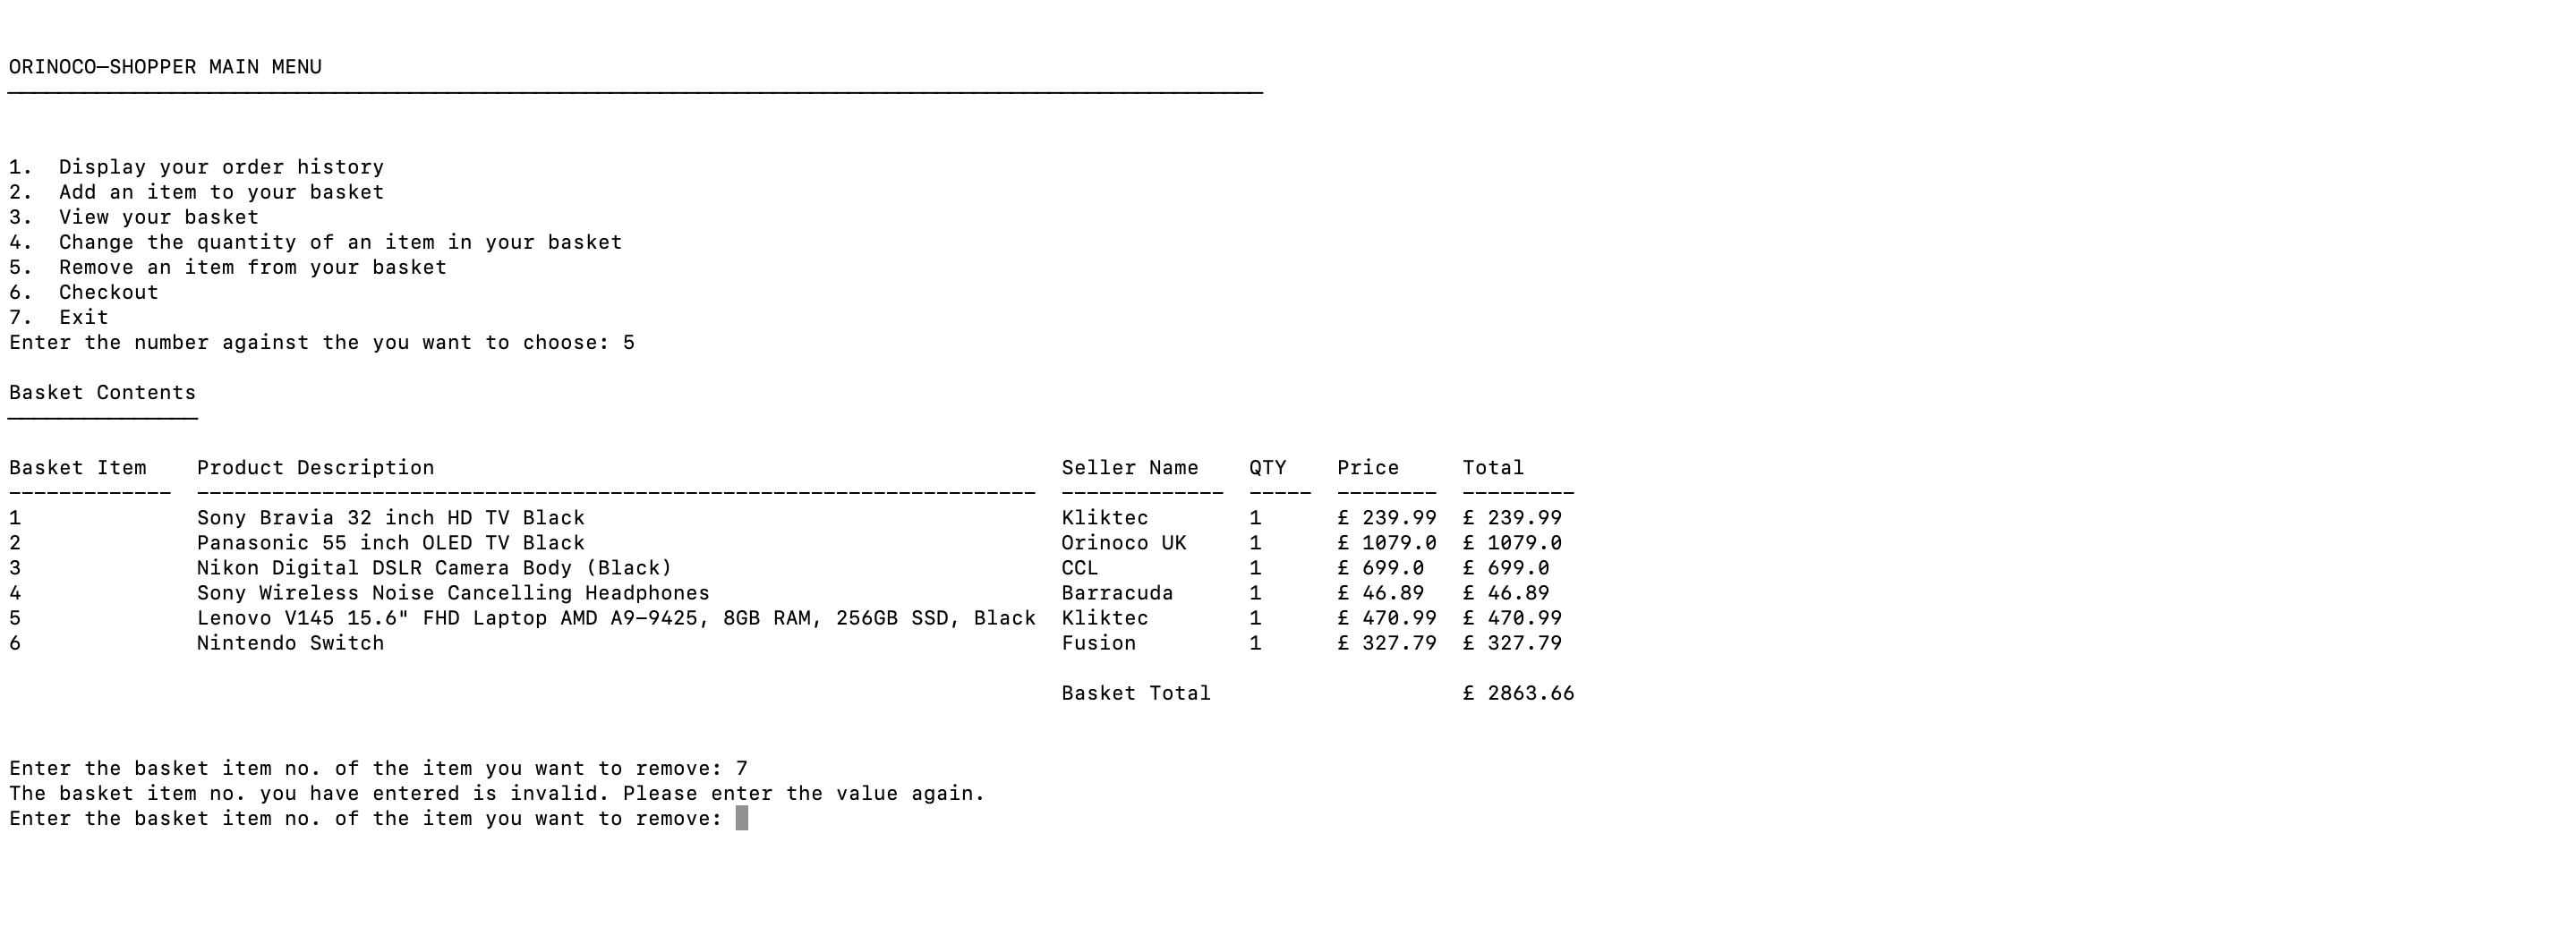 ORINOCO—SHOPPER MAIN MENU
1.  Display your order history
2.  Add an item to your basket
3.  View your basket
4.  Change the quantity of an item in your basket
5.  Remove an item from your basket
6.  Checkout
7.  Exit
Enter the number against the you want to choose: 5
Basket Contents
Basket Item    Product Description    Seller Name    QTY    Price    Total
1    Sony Bravia 32 inch HD TV Black    Kliktec    1    £ 239.99    £ 239.99
2    Panasonic 55 inch OLED TV Black    Orinoco UK    1    £ 1079.0    £ 1079.0
3    Nikon Digital DSLR Camera Body (Black)    CCL    1    £ 699.0    £ 699.0
4    Sony Wireless Noise Cancelling Headphones    Barracuda    1    £ 46.89    £ 46.89
5    Lenovo V145 15.6" FHD Laptop AMD A9-9425, 8GB RAM, 256GB SSD, Black    Kliktec    1    £ 470.99    £ 470.99
6    Nintendo Switch    Fusion    1    £ 327.79    £ 327.79
Basket Total    £ 2863.66
Enter the basket item no. of the item you want to remove: 7
The basket item no. you have entered is invalid. Please enter the value again.
Enter the basket item no. of the item you want to remove: